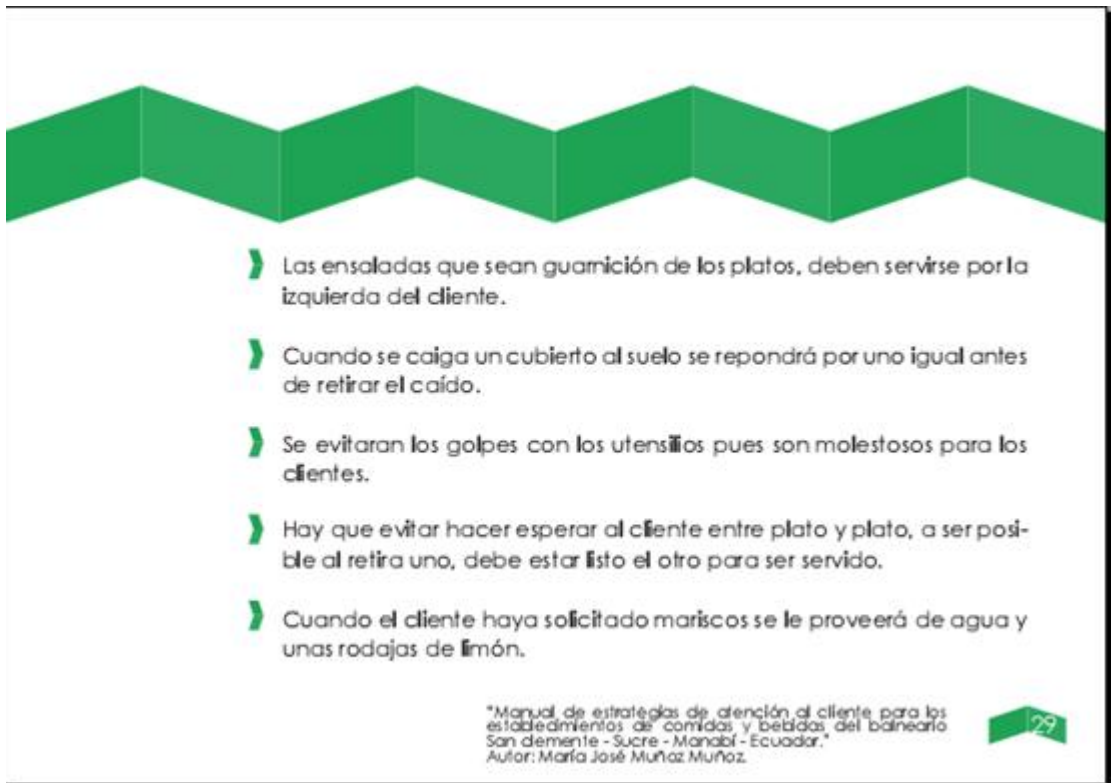 Las ensaladas que sean guarnición de los platos, deben servirse por la
izquierda del cliente.
Cuando se caiga un cubierto al suelo se repondrá por uno igual antes
de retirar el caído.
Se evitaran los golpes con los utensilios pues son molestosos para los
clientes.
Hay que evitar hacer esperar al cliente entre plato y plato, a ser posi-
ble al retira uno, debe estar listo el otro para ser servido.
Cuando el cliente haya solicitado mariscos se le proveerá de agua y
unas rodajas de limón.
"Manual de estrategias de atención al cliente para los
establecimientos de comidas y bebidas del balneario
San clemente - Sucre - Manabí - Ecuador."
Autor: María José Muñoz Muñoz.
29